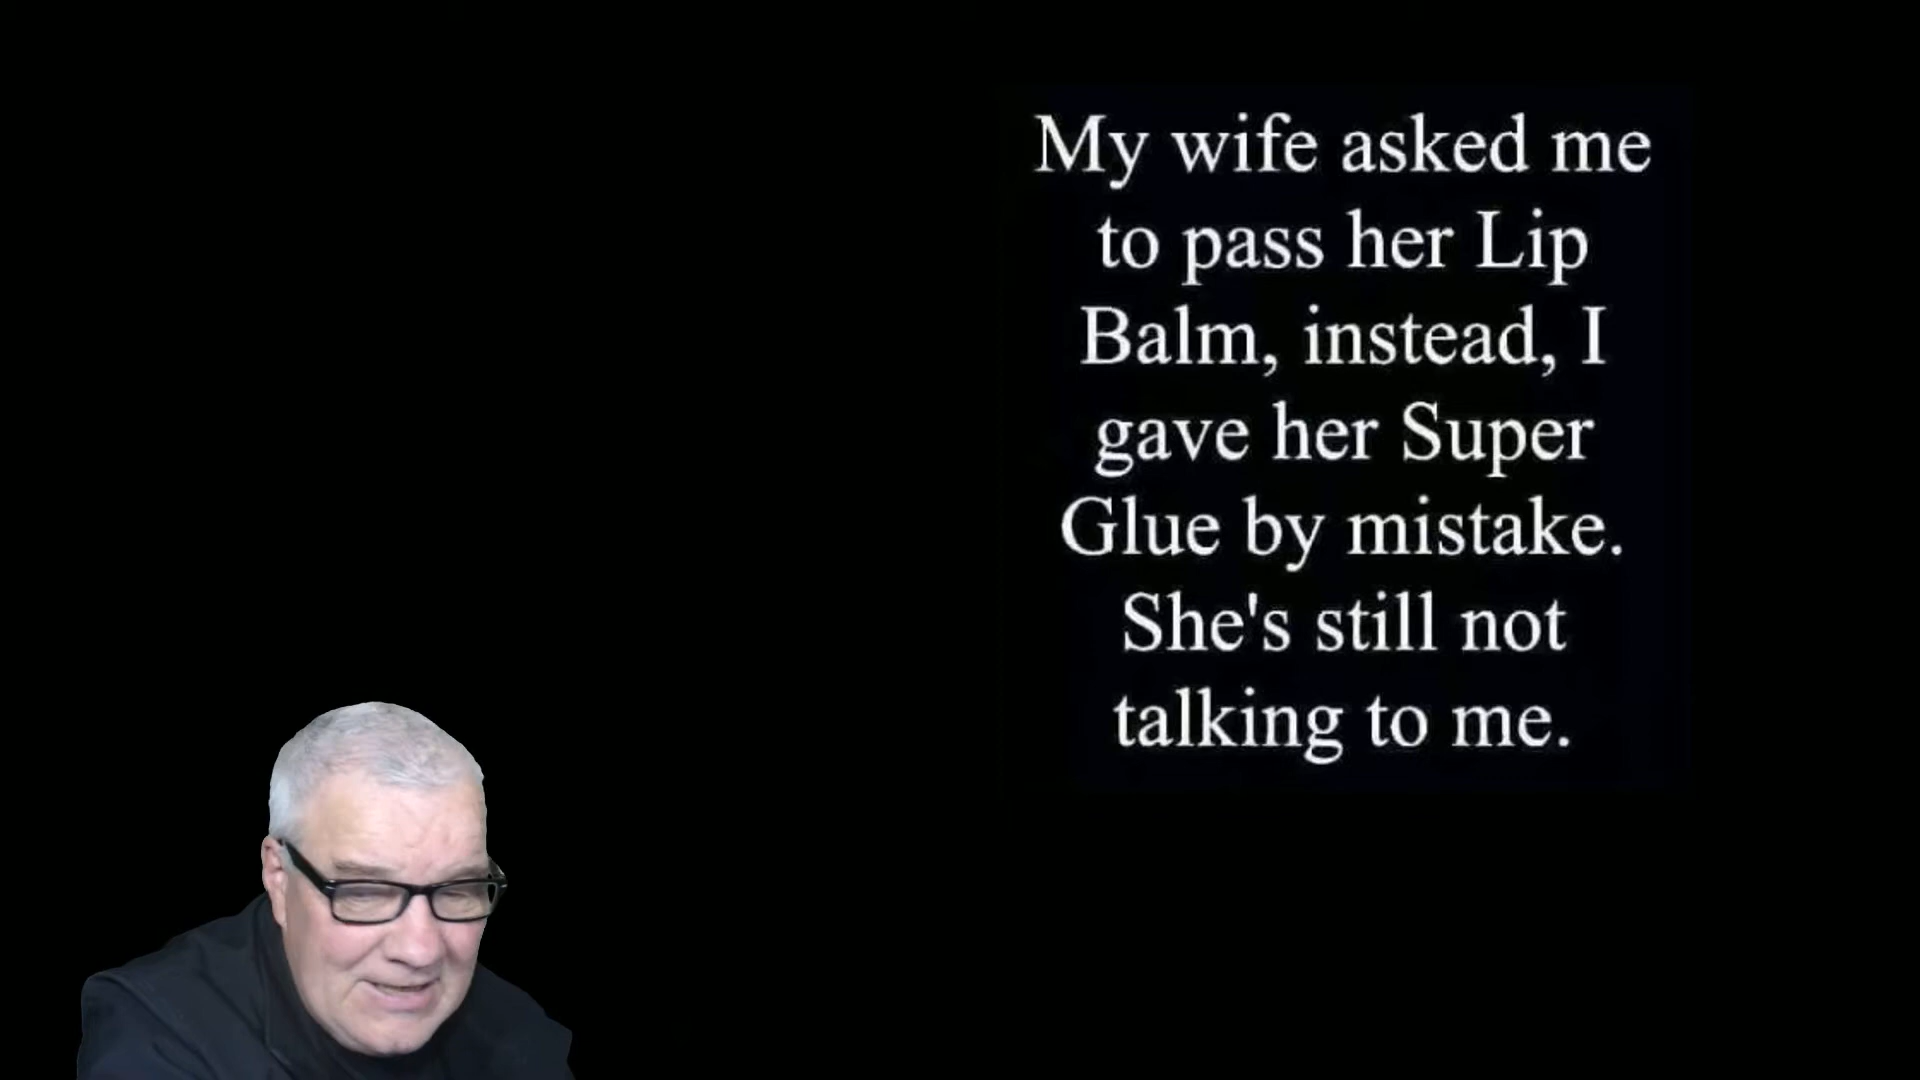 My wife asked me
to pass her Lip
Balm, instead, I
gave her Super
Glue by mistake.
She's still not
talking to me.